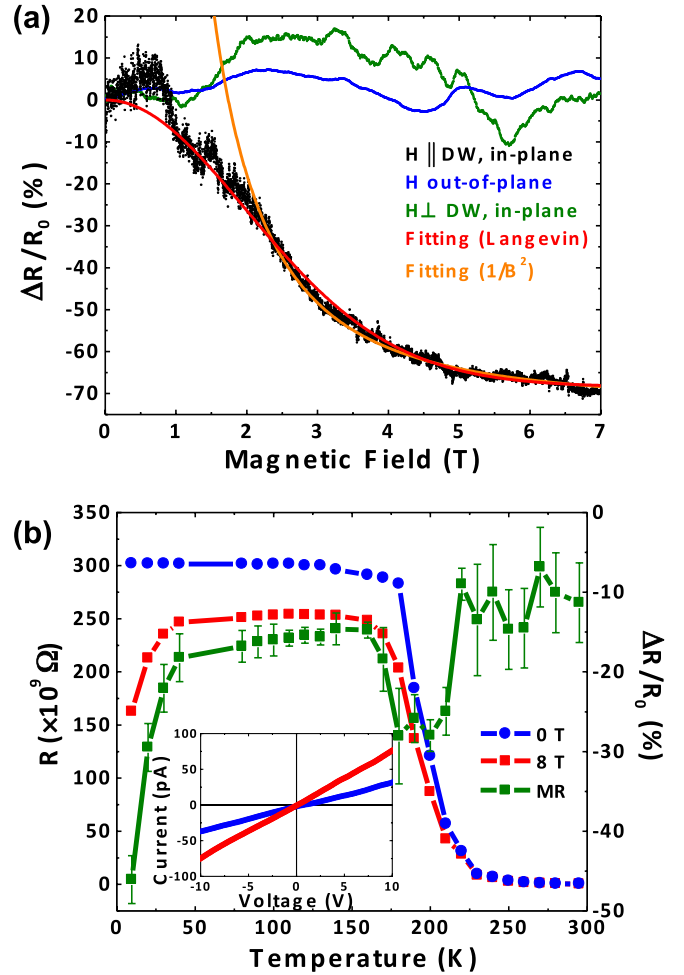 (a)
20
10
0
-10
-20
-30
-40
-50
-60
-70
ΔR/R₀ (%)
H ∥ DW, in-plane
H out-of-plane
H⊥ DW, in-plane
Fitting (Langevin)
Fitting (1/B²)
0 1 2 3 4 5 6 7
Magnetic Field (T)
(b)
350
300
250
200
150
100
50
0
R (×10⁹ Ω)
0
-10
-20
-30
-40
-50
ΔR/R₀ (%)
0 T
8 T
MR
100
50
0
-50
-100
Current (pA)
-10 -5 0 5 10
Voltage (V)
0 50 100 150 200 250 300
Temperature (K)